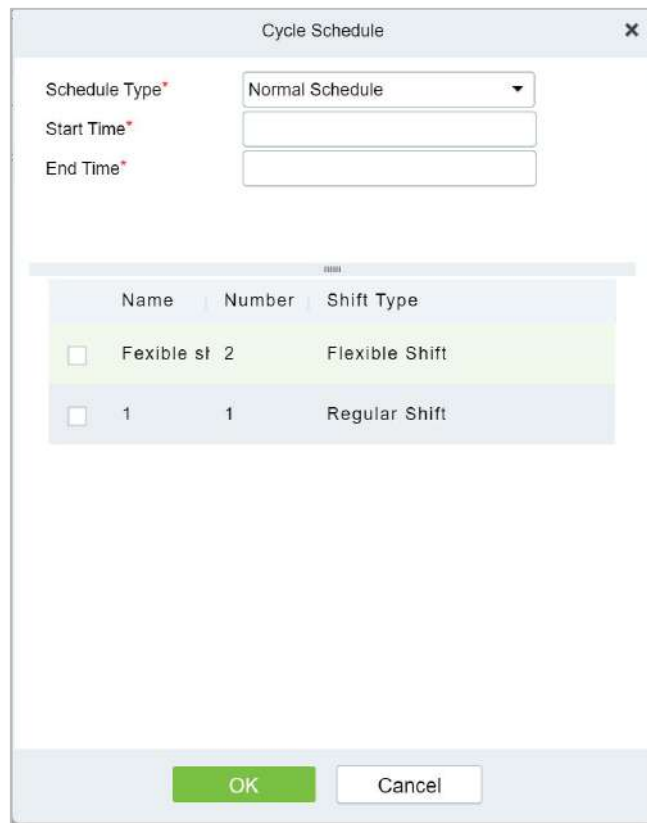 Cycle Schedule
Schedule Type*
Normal Schedule
Start Time*
End Time*
Name Number Shift Type
Fexible sh 2 Flexible Shift
1 1 Regular Shift
OK Cancel